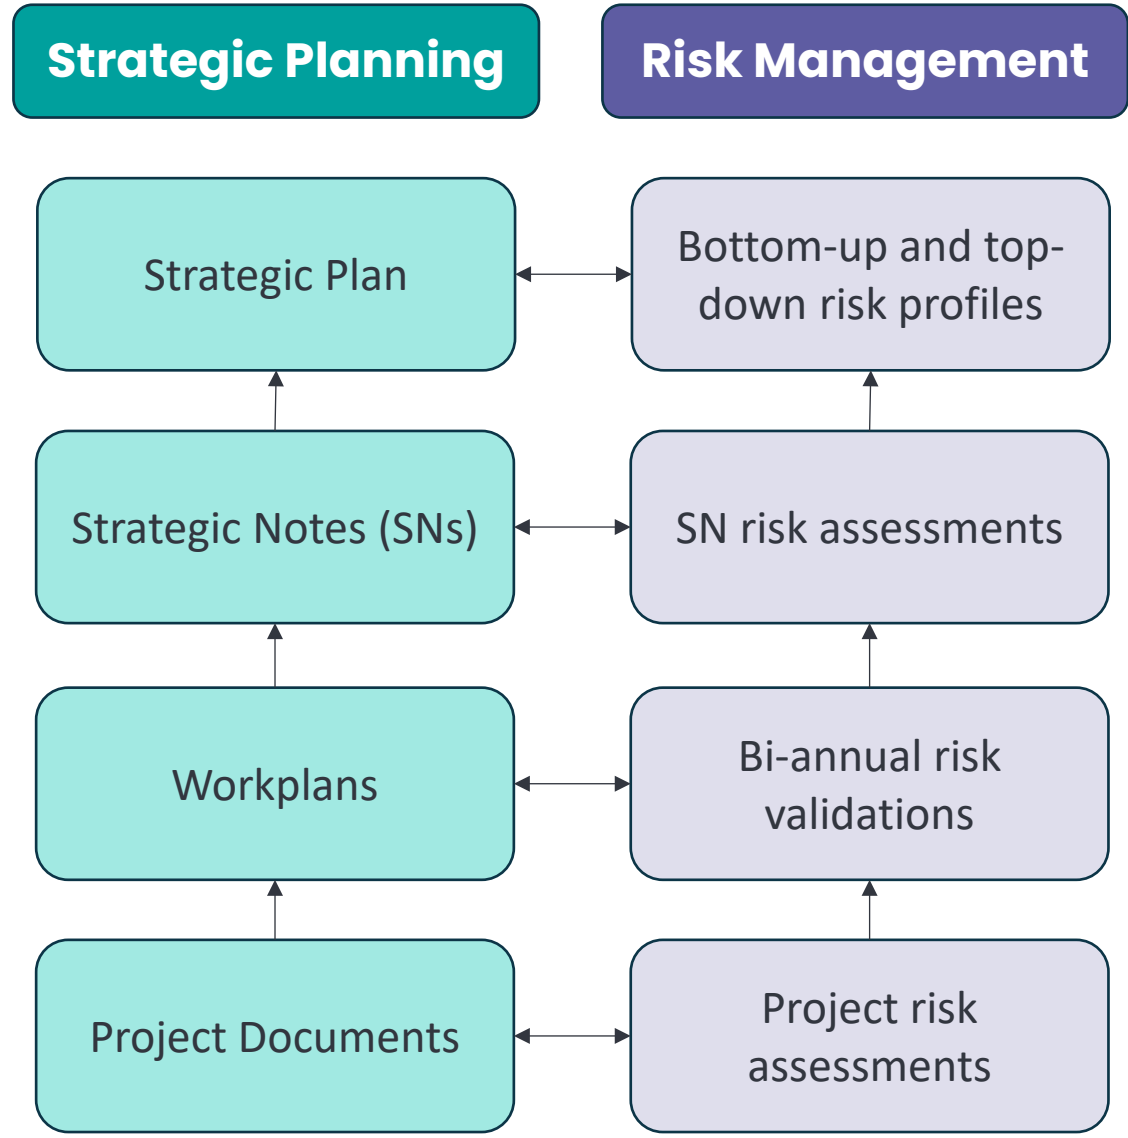 Strategic Planning
Risk Management
Strategic Plan
Bottom-up and top-
down risk profiles
Strategic Notes (SNs)
SN risk assessments
Workplans
Bi-annual risk
validations
Project Documents
Project risk
assessments